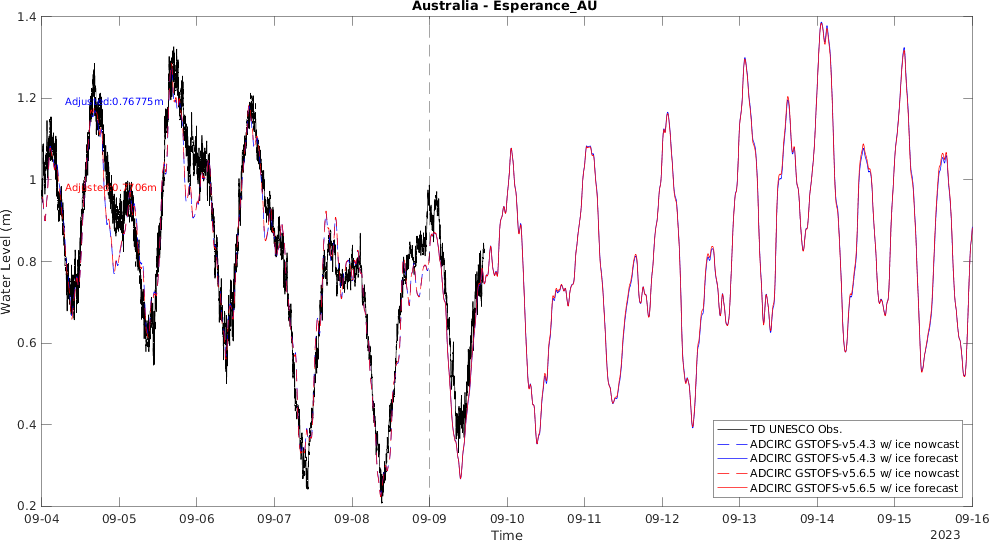 Australia - Esperance_AU
Water Level (m)
1.4
1.2
1
0.8
0.6
0.4
0.2
Adjusted:0.76775m
TD UNESCO Obs.
ADCIRC GSTOFS-v5.4.3 w/ ice nowcast
ADCIRC GSTOFS-v5.4.3 w/ ice forecast
ADCIRC GSTOFS-v5.6.5 w/ ice nowcast
ADCIRC GSTOFS-v5.6.5 w/ ice forecast
09-04 09-05 09-06 09-07 09-08 09-09 09-10 09-11 09-12 09-13 09-14 09-15 09-16
Time
2023